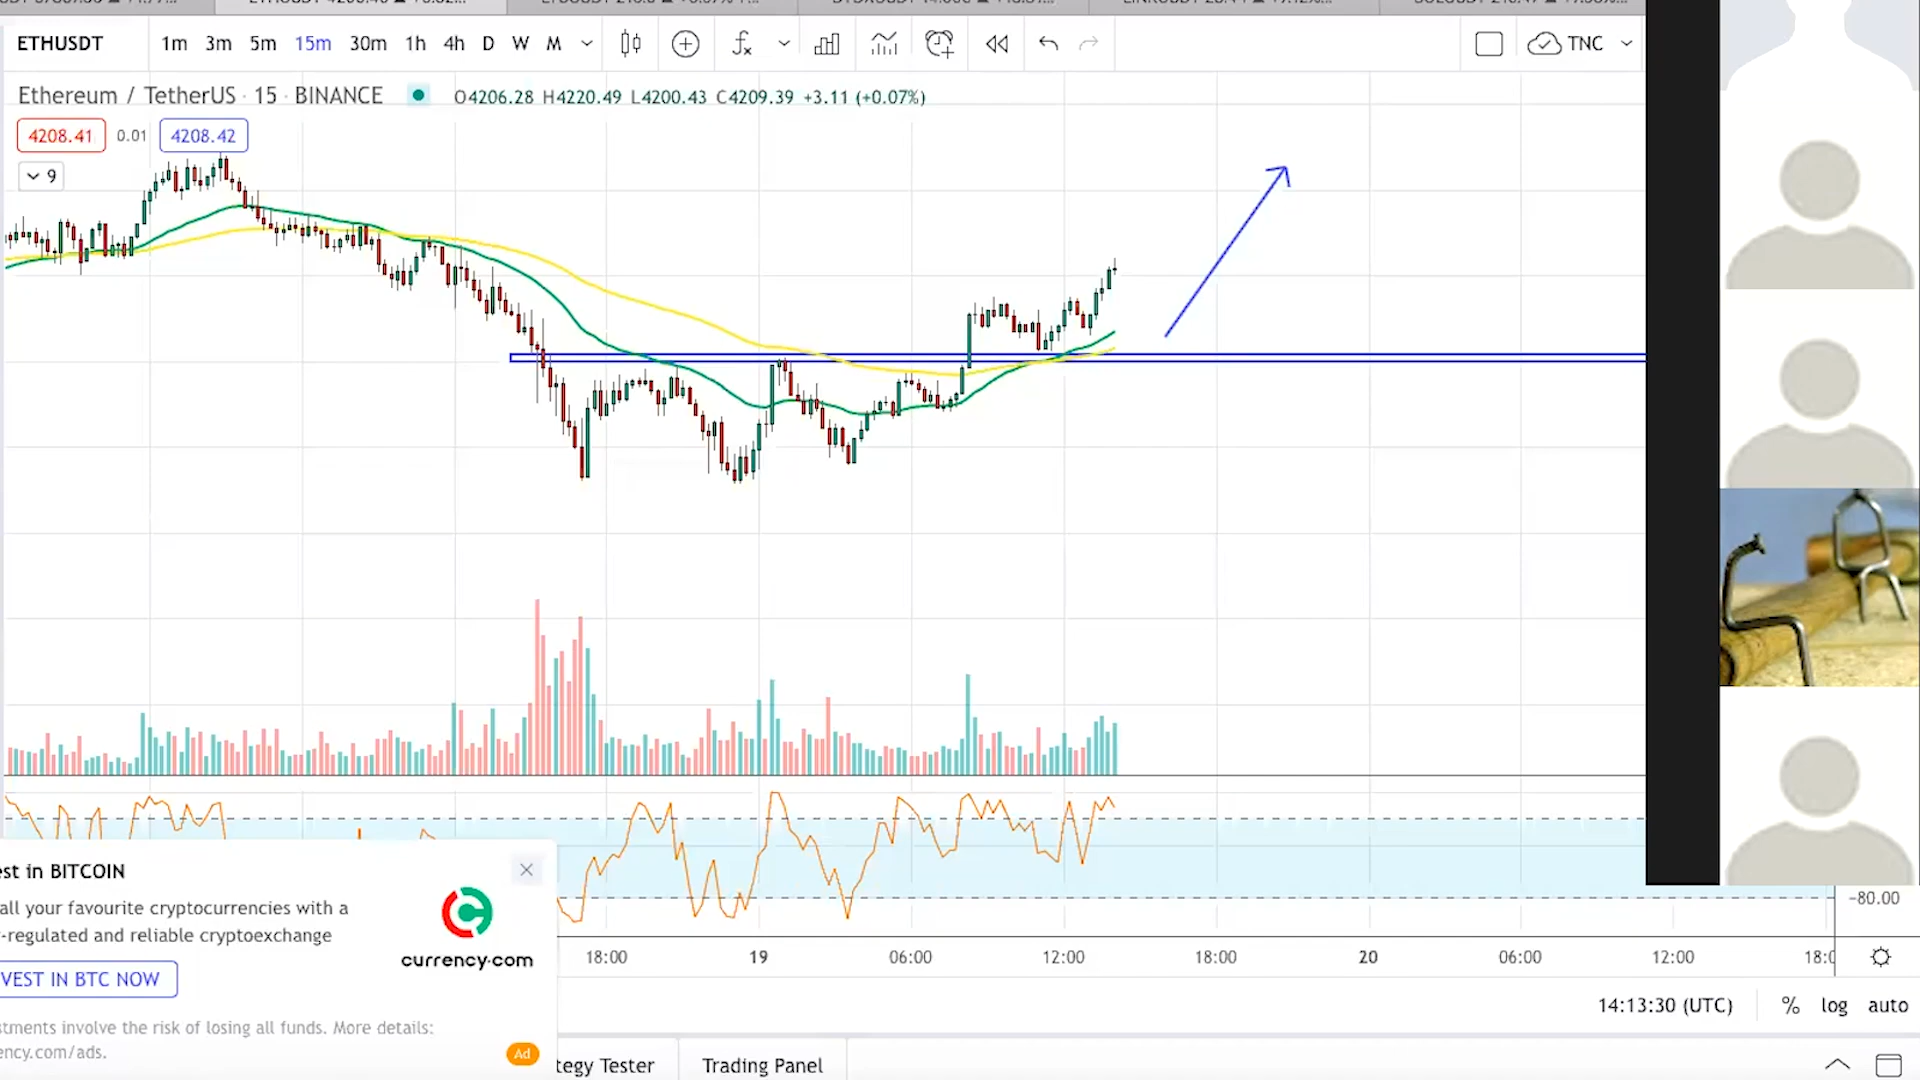 ETHUSDT 1m 3m 5m 15m 30m 1h 4h D W M TNC
Ethereum / TetherUS · 15 · BINANCE O4206.28 H4220.49 L4200.43 C4209.39 +3.11 (+0.07%)
4208.41 0.01 4208.42
9
-80.00
18:00 19 06:00 12:00 18:00 20 06:00 12:00
14:13:30 (UTC) % log auto
est in BITCOIN
all your favourite cryptocurrencies with a
-regulated and reliable cryptoexchange
currency.com
VEST IN BTC NOW
stments involve the risk of losing all funds. More details:
ency.com/ads.
Ad
tegy Tester Trading Panel